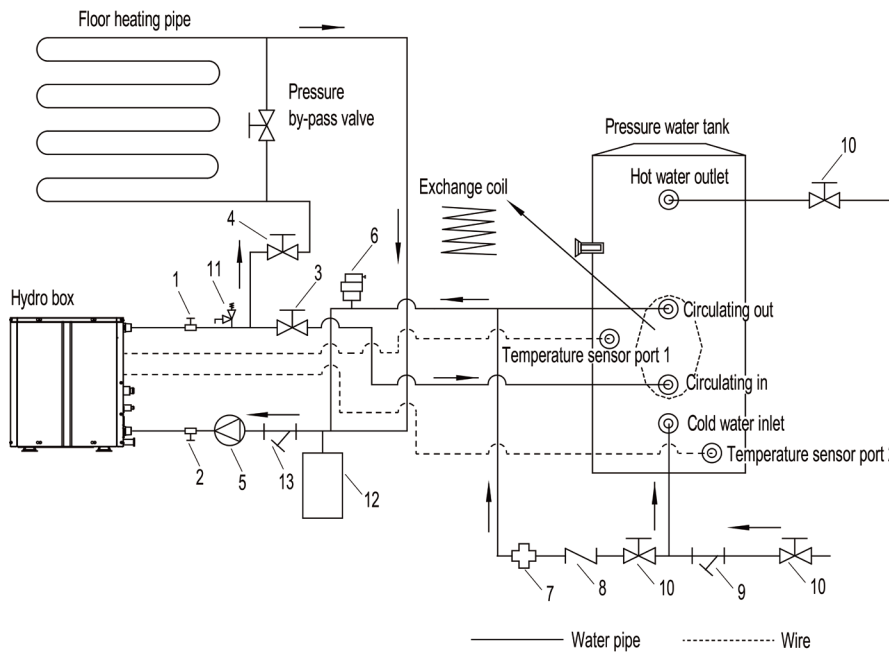 Floor heating pipe
Pressure
by-pass valve
Pressure water tank
10
Hot water outlet
Exchange coil
4
6
11
3
1
Hydro box
Circulating out
Temperature sensor port 1
Circulating in
Cold water inlet
Temperature sensor port 2
2
5
13
12
7
8
10
9
10
Water pipe
Wire